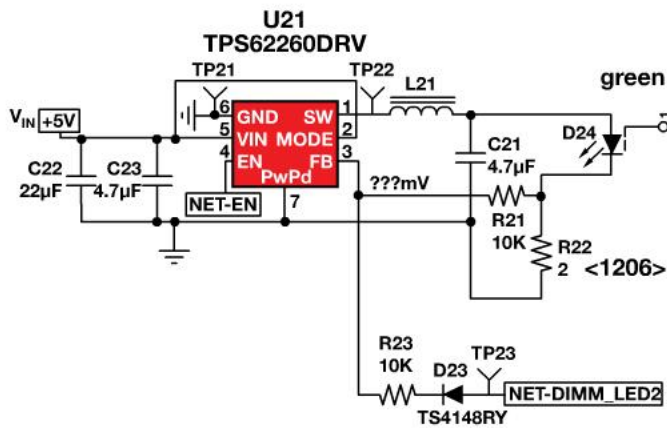 U21
TPS62260DRV
TP21
TP22
L21
green
6 GND SW 1
VIN +5V
5 VIN MODE 2
D24
4 EN FB 3
C22
22µF
C23
4.7µF
C21
4.7µF
PwPd
NET-EN
7
???mV
R21
10K
R22
2 <1206>
R23
10K
D23
TP23
TS4148RY
NET-DIMM_LED2